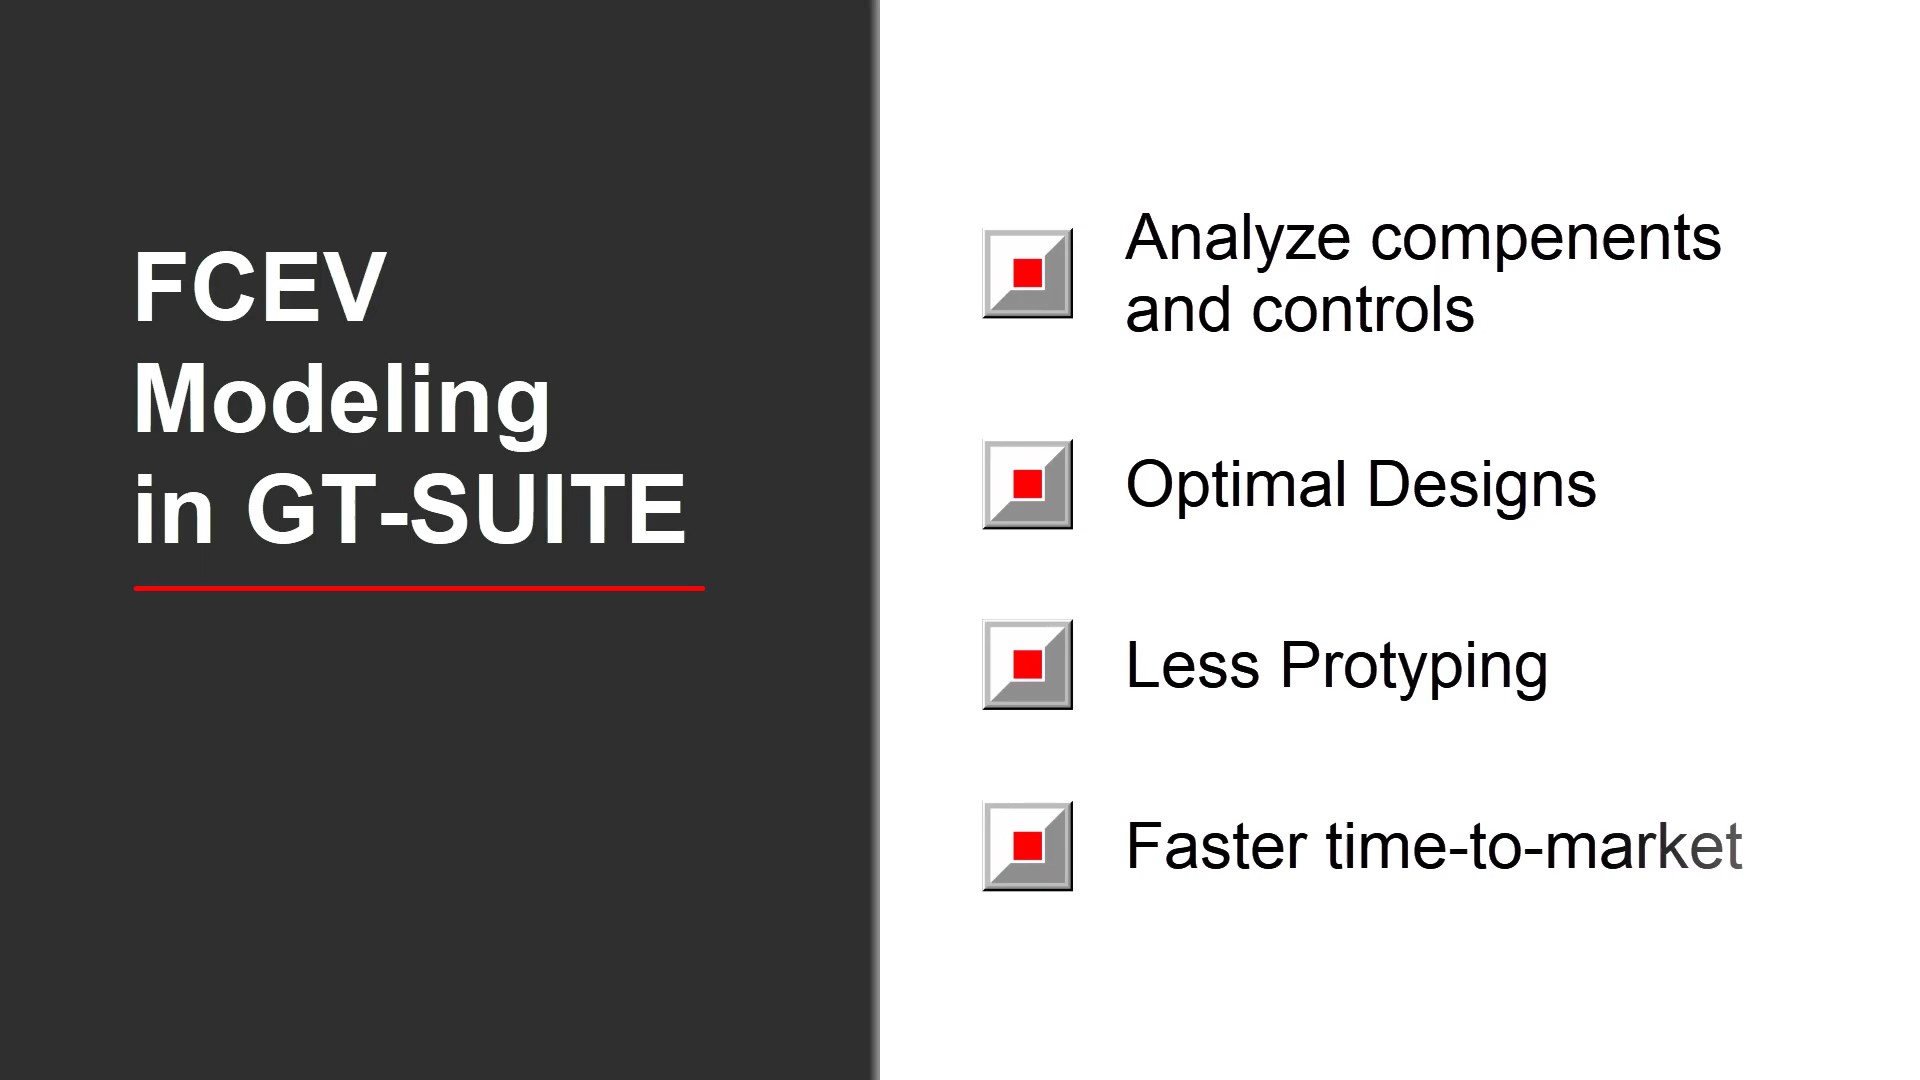 FCEV
Modeling
in GT-SUITE
Analyze compenents
and controls
Optimal Designs
Less Protyping
Faster time-to-market